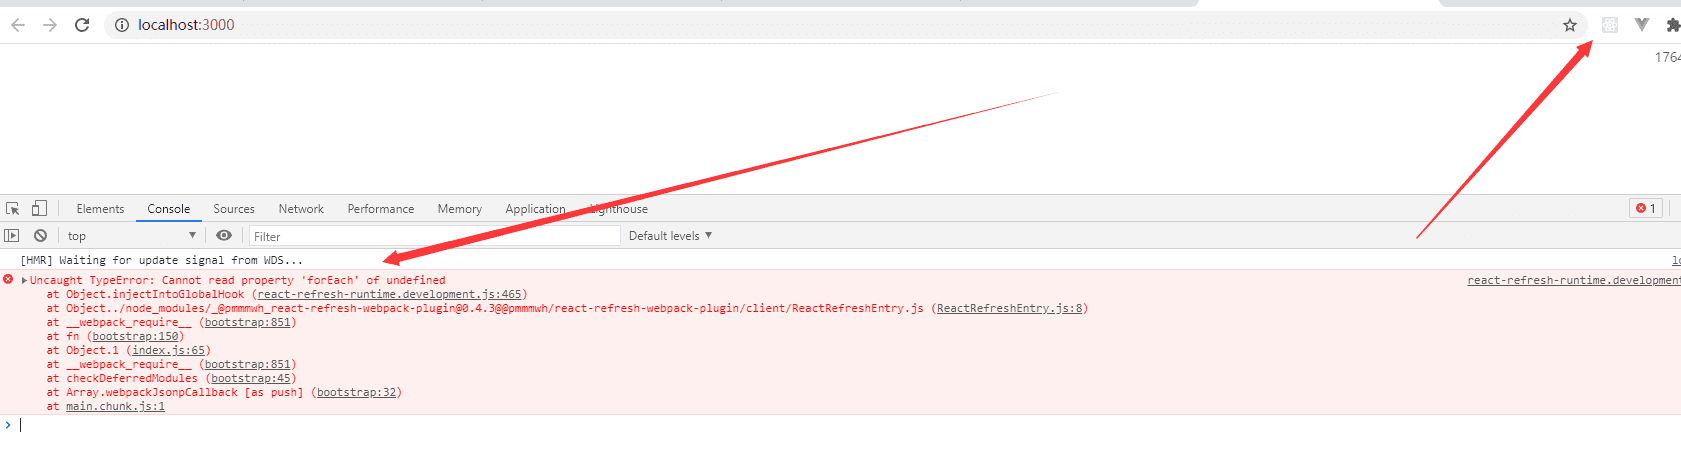 localhost:3000
1764
Elements Console Sources Network Performance Memory Application Lighthouse 1
top Filter Default levels
[HMR] Waiting for update signal from WDS...
Uncaught TypeError: Cannot read property 'forEach' of undefined react-refresh-runtime.development
at Object.injectIntoGlobalHook (react-refresh-runtime.development.js:465)
at Object../node_modules/_@pmmmwh_react-refresh-webpack-plugin@0.4.3@@pmmmwh/react-refresh-webpack-plugin/client/ReactRefreshEntry.js (ReactRefreshEntry.js:8)
at __webpack_require__ (bootstrap:851)
at fn (bootstrap:150)
at Object.1 (index.js:65)
at __webpack_require__ (bootstrap:851)
at checkDeferredModules (bootstrap:45)
at Array.webpackJsonpCallback [as push] (bootstrap:32)
at main.chunk.js:1